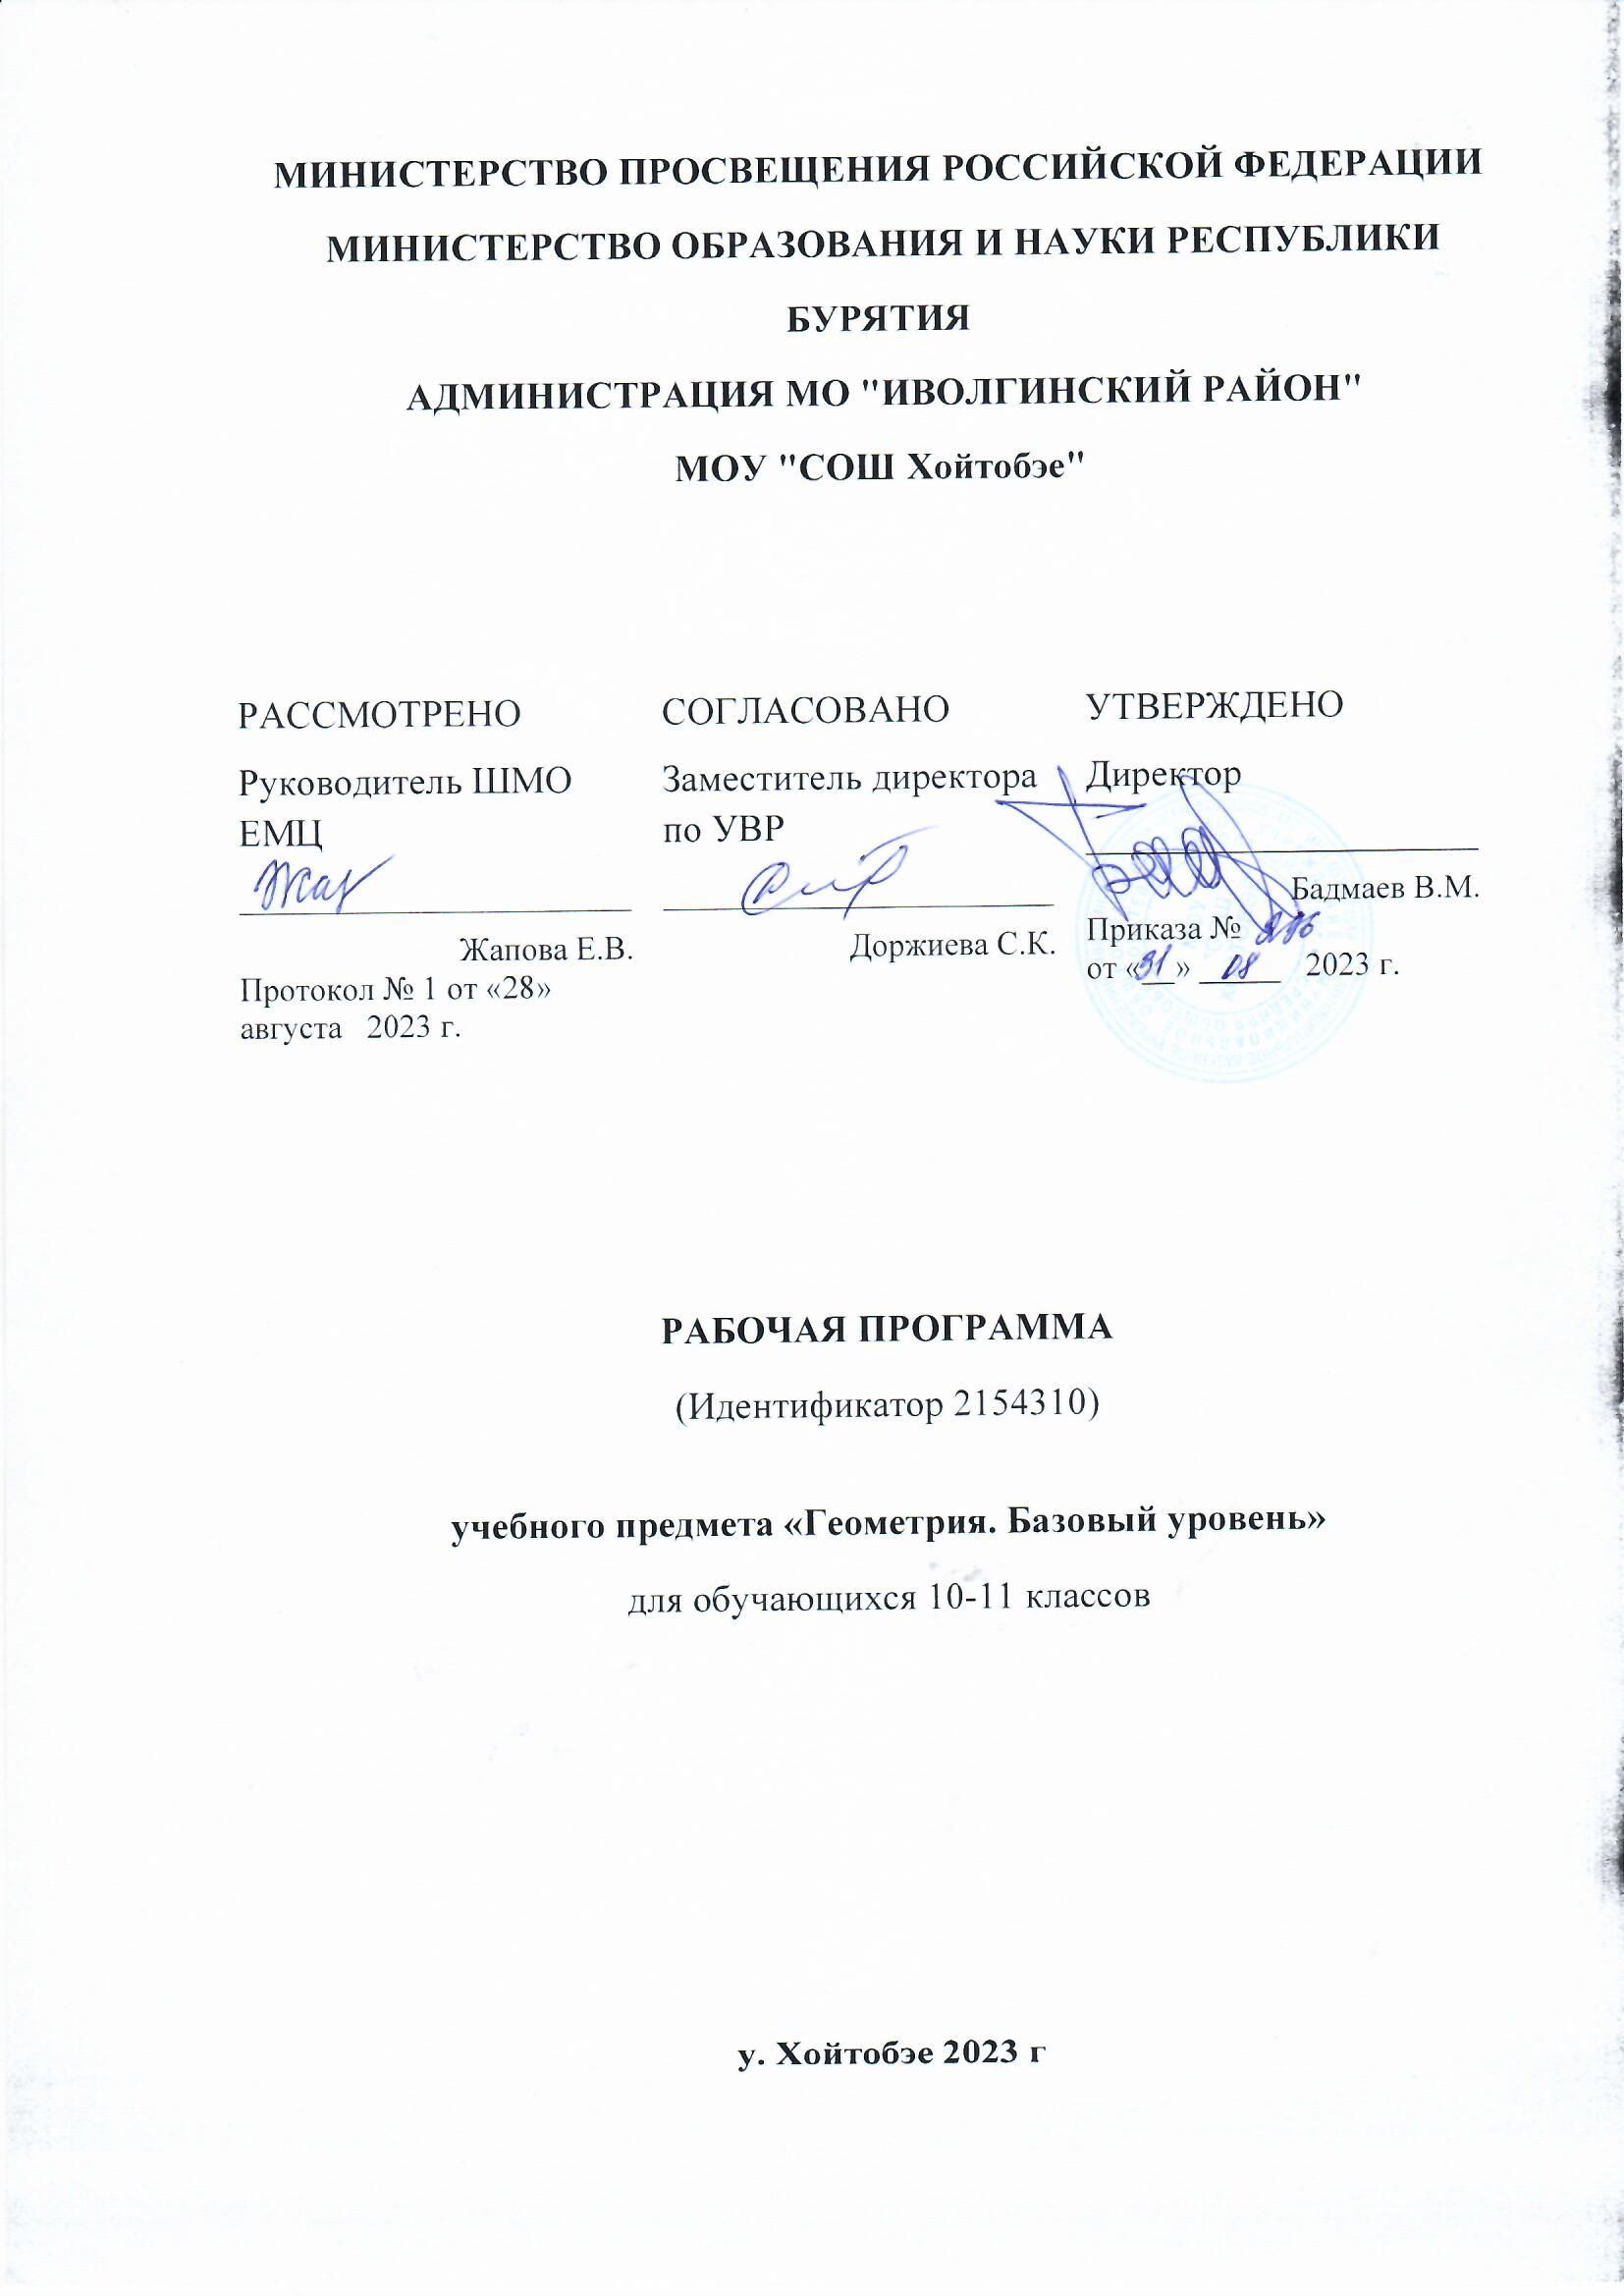 МИНИСТЕРСТВО ПРОСВЕЩЕНИЯ РОССИЙСКОЙ ФЕДЕРАЦИИ
МИНИСТЕРСТВО ОБРАЗОВАНИЯ И НАУКИ РЕСПУБЛИКИ
БУРЯТИЯ
АДМИНИСТРАЦИЯ МО "ИВОЛГИНСКИЙ РАЙОН"
МОУ "СОШ Хойтобэе"
РАССМОТРЕНО
Руководитель ШМО
ЕМЦ
Жапова Е.В.
Протокол № 1 от «28»
августа 2023 г.
СОГЛАСОВАНО
Заместитель директора
по УВР
Доржиева С.К.
УТВЕРЖДЕНО
Директор
Бадмаев В.М.
Приказа №
от «31» 08 2023 г.
РАБОЧАЯ ПРОГРАММА
(Идентификатор 2154310)
учебного предмета «Геометрия. Базовый уровень»
для обучающихся 10-11 классов
у. Хойтобэе 2023 г